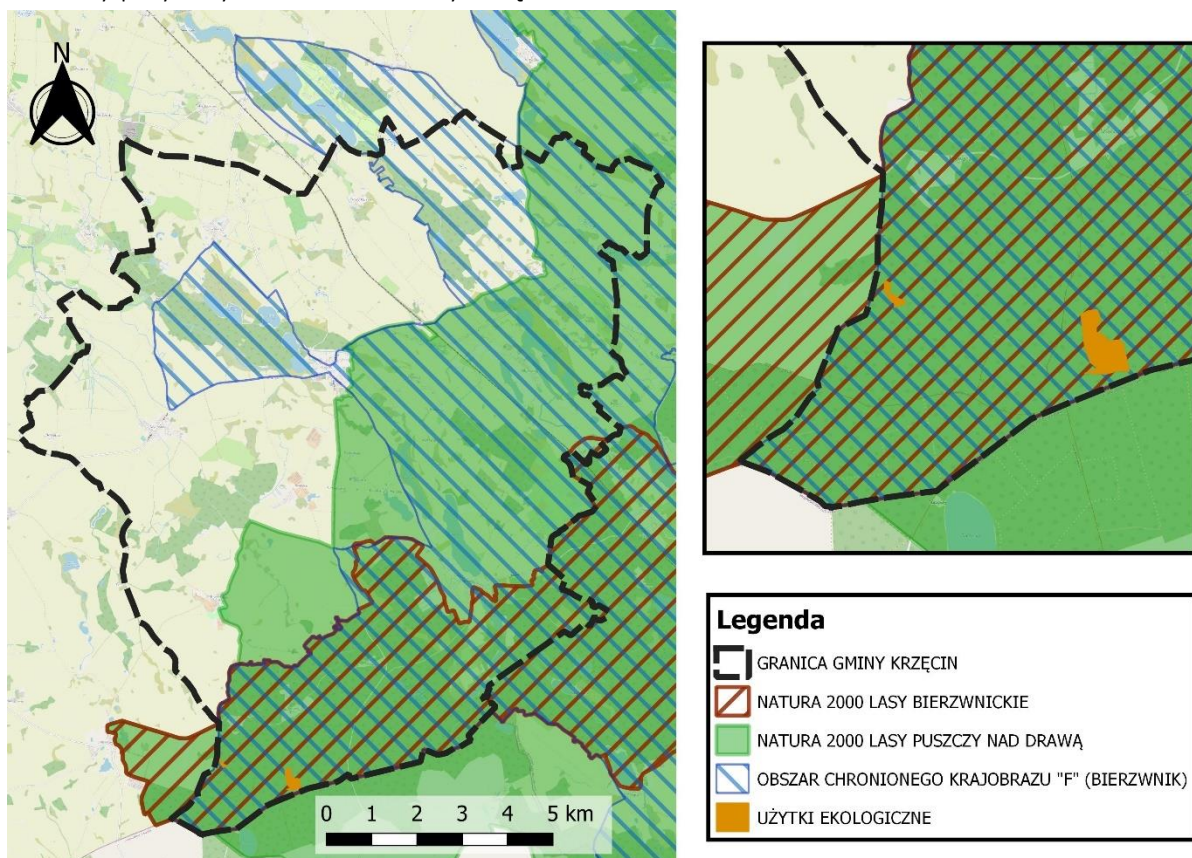 N
0 1 2 3 4 5 km
Legenda
GRANICA GMINY KRZĘCIN
NATURA 2000 LASY BIERZWNICKIE
NATURA 2000 LASY PUSZCZY NAD DRAWĄ
OBSZAR CHRONIONEGO KRAJOBRAZU "F" (BIERZWNIK)
UŻYTKI EKOLOGICZNE